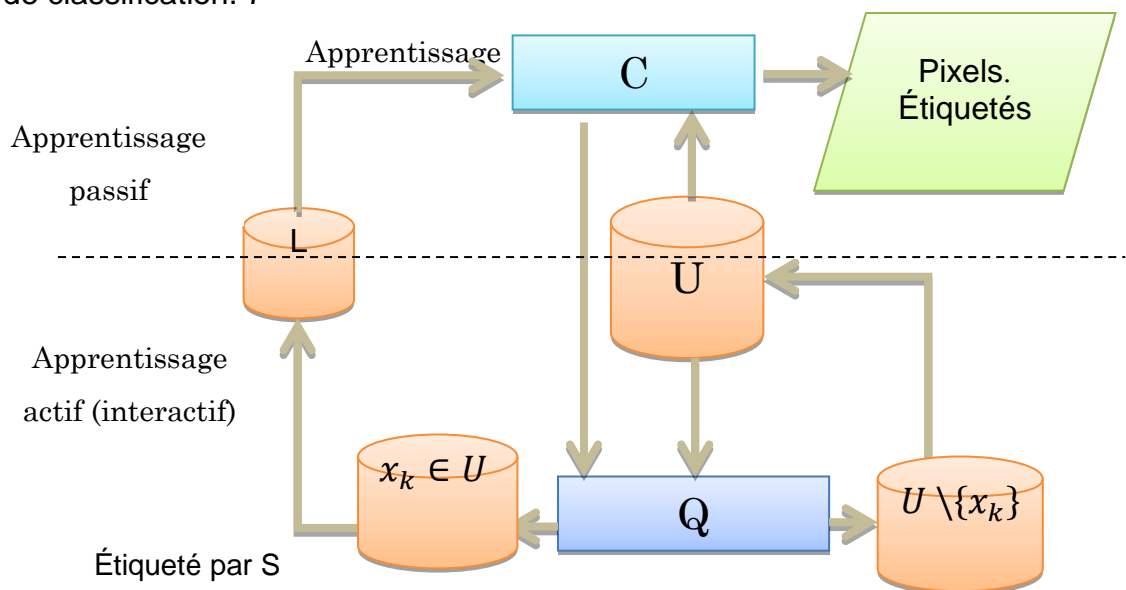 de classification.
Apprentissage
C
Pixels.
Étiquetés
Apprentissage
passif
L
U
Apprentissage
actif (interactif)
x_k ∈ U
Q
U \{x_k}
Étiqueté par S